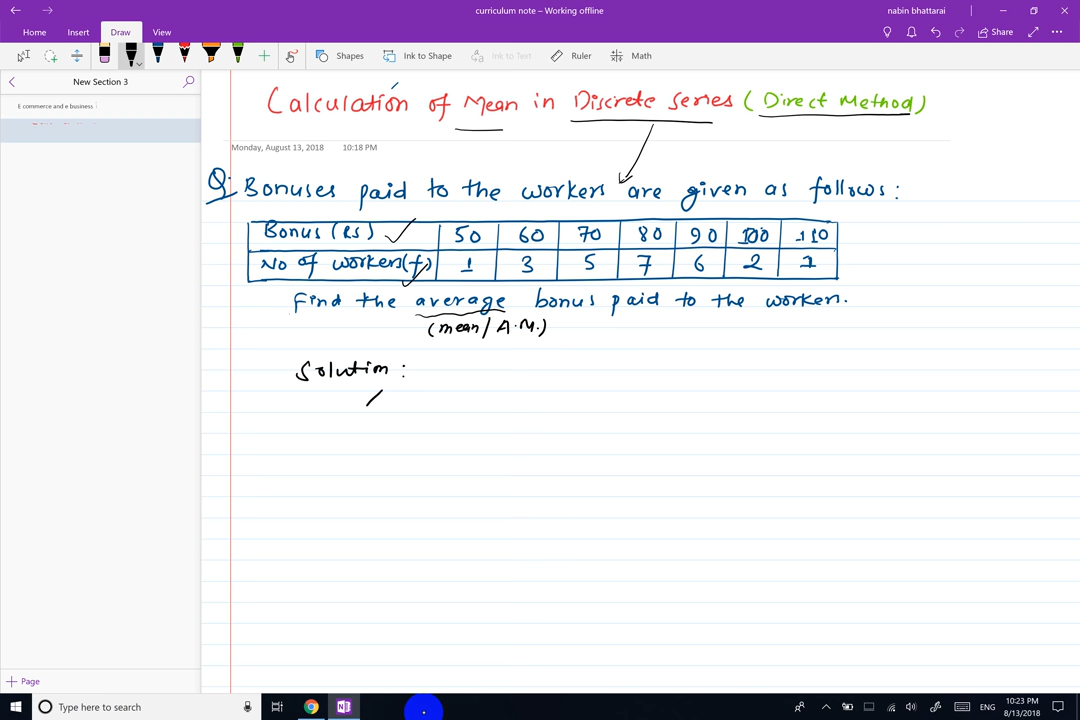 curriculum note – Working offline
nabin bhattarai
Home Insert Draw View
Share
Shapes Ink to Shape Ink to Text Ruler Math
New Section 3
E commerce and e business
Calculation of Mean in Discrete Series (Direct Method)
Monday, August 13, 2018 10:18 PM
Q. Bonuses paid to the workers are given as follows:
Bonus (Rs) 50 60 70 80 90 100 110
No of workers (f) 1 3 5 7 6 2 1
Find the average bonus paid to the worker.
(mean / A.M.)
Solution :
+ Page
Type here to search
ENG
10:23 PM
8/13/2018